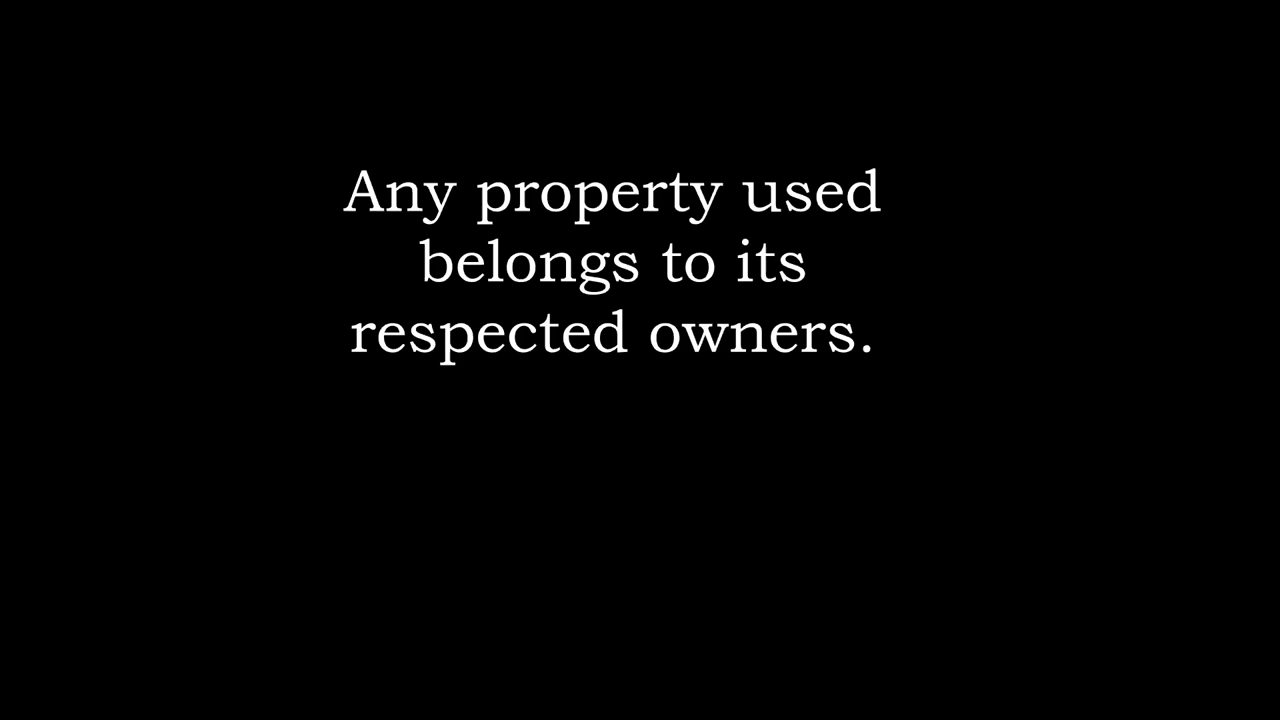 Any property used
belongs to its
respected owners.